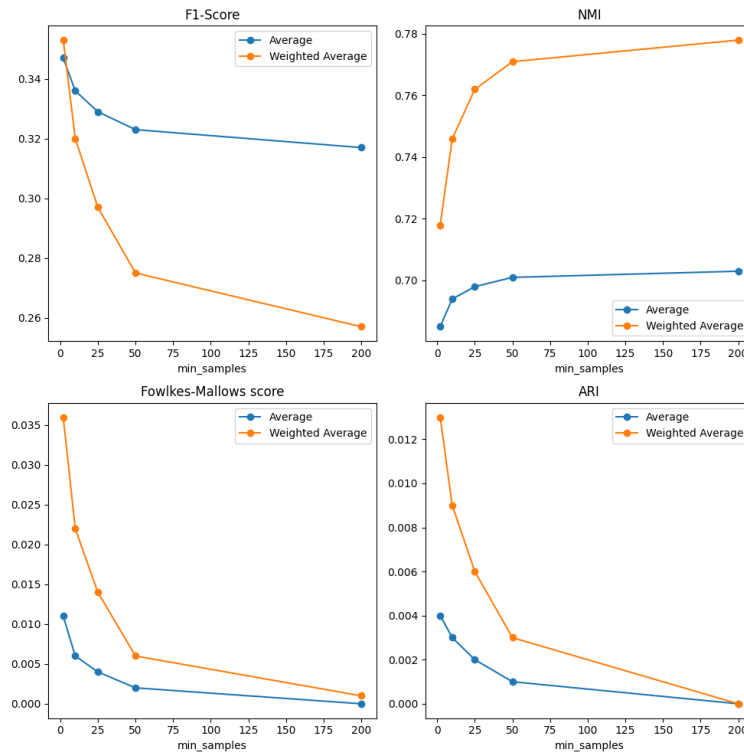 F1-Score
Average
Weighted Average
0.34
0.32
0.30
0.28
0.26
0 25 50 75 100 125 150 175 200
min_samples
NMI
0.78
0.76
0.74
0.72
0.70
Average
Weighted Average
0 25 50 75 100 125 150 175 200
min_samples
Fowlkes-Mallows score
Average
Weighted Average
0.035
0.030
0.025
0.020
0.015
0.010
0.005
0.000
0 25 50 75 100 125 150 175 200
min_samples
ARI
Average
Weighted Average
0.012
0.010
0.008
0.006
0.004
0.002
0.000
0 25 50 75 100 125 150 175 200
min_samples